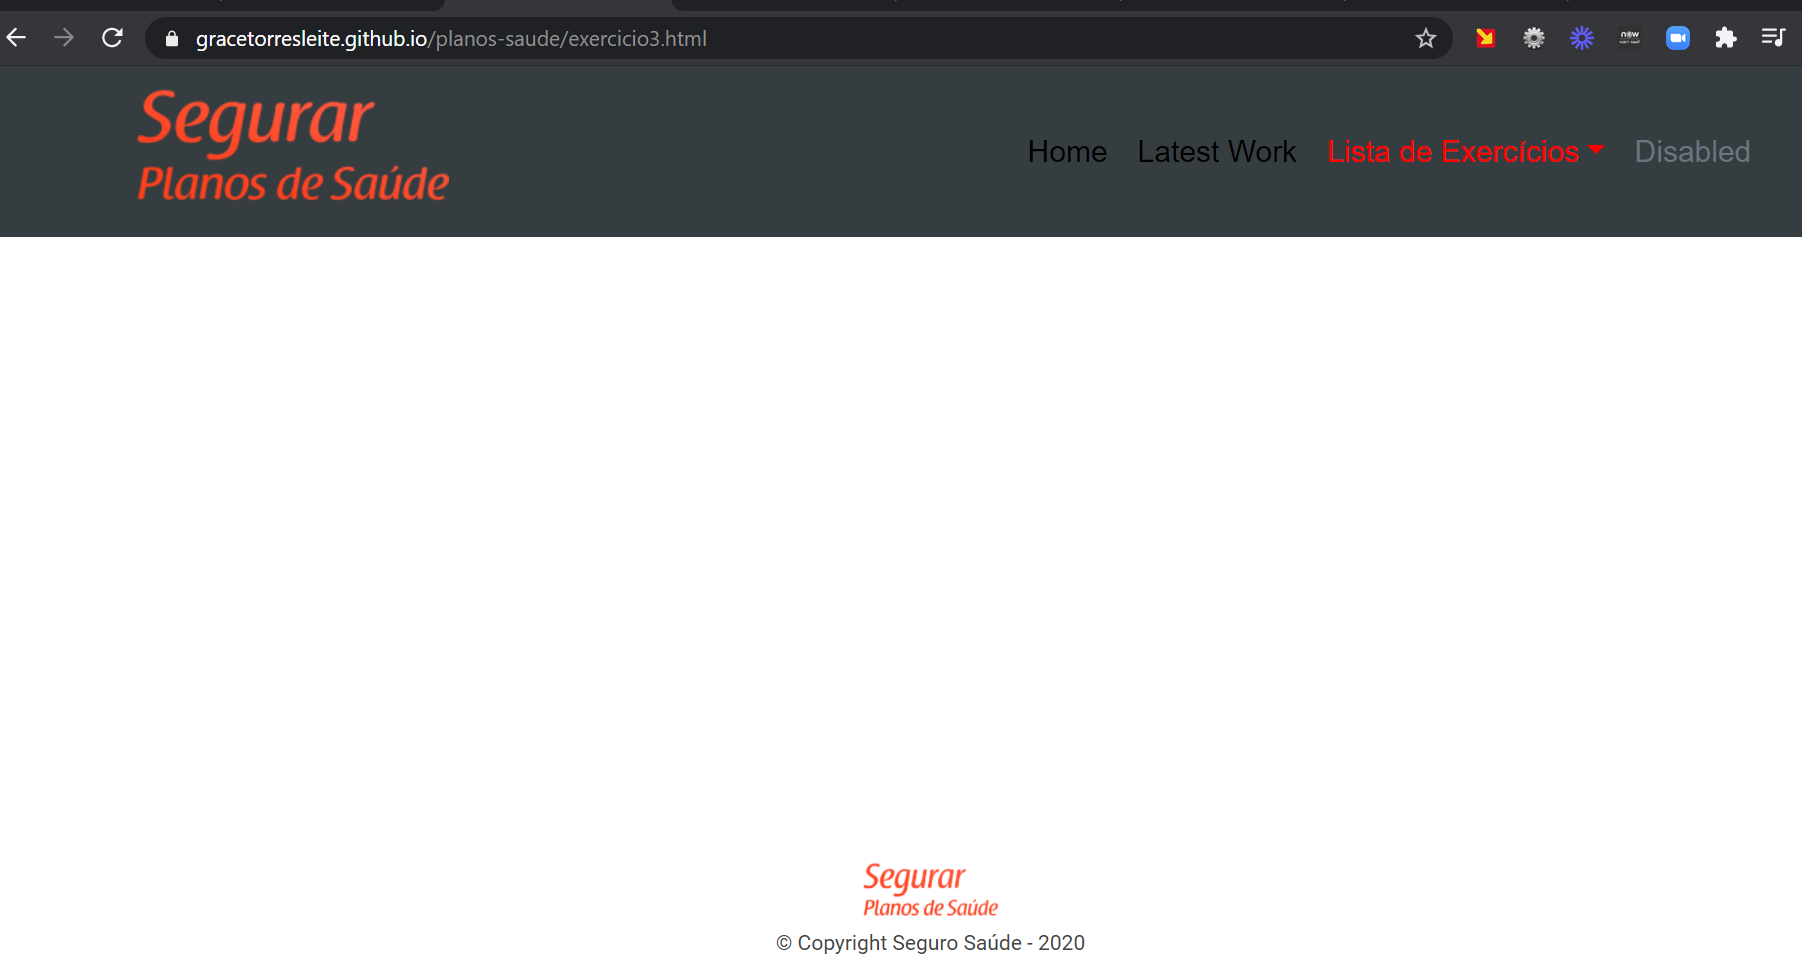 gracetorresleite.github.io/planos-saude/exercicio3.html
Segurar
Planos de Saúde
Home Latest Work Lista de Exercícios Disabled
Segurar
Planos de Saúde
© Copyright Seguro Saúde - 2020